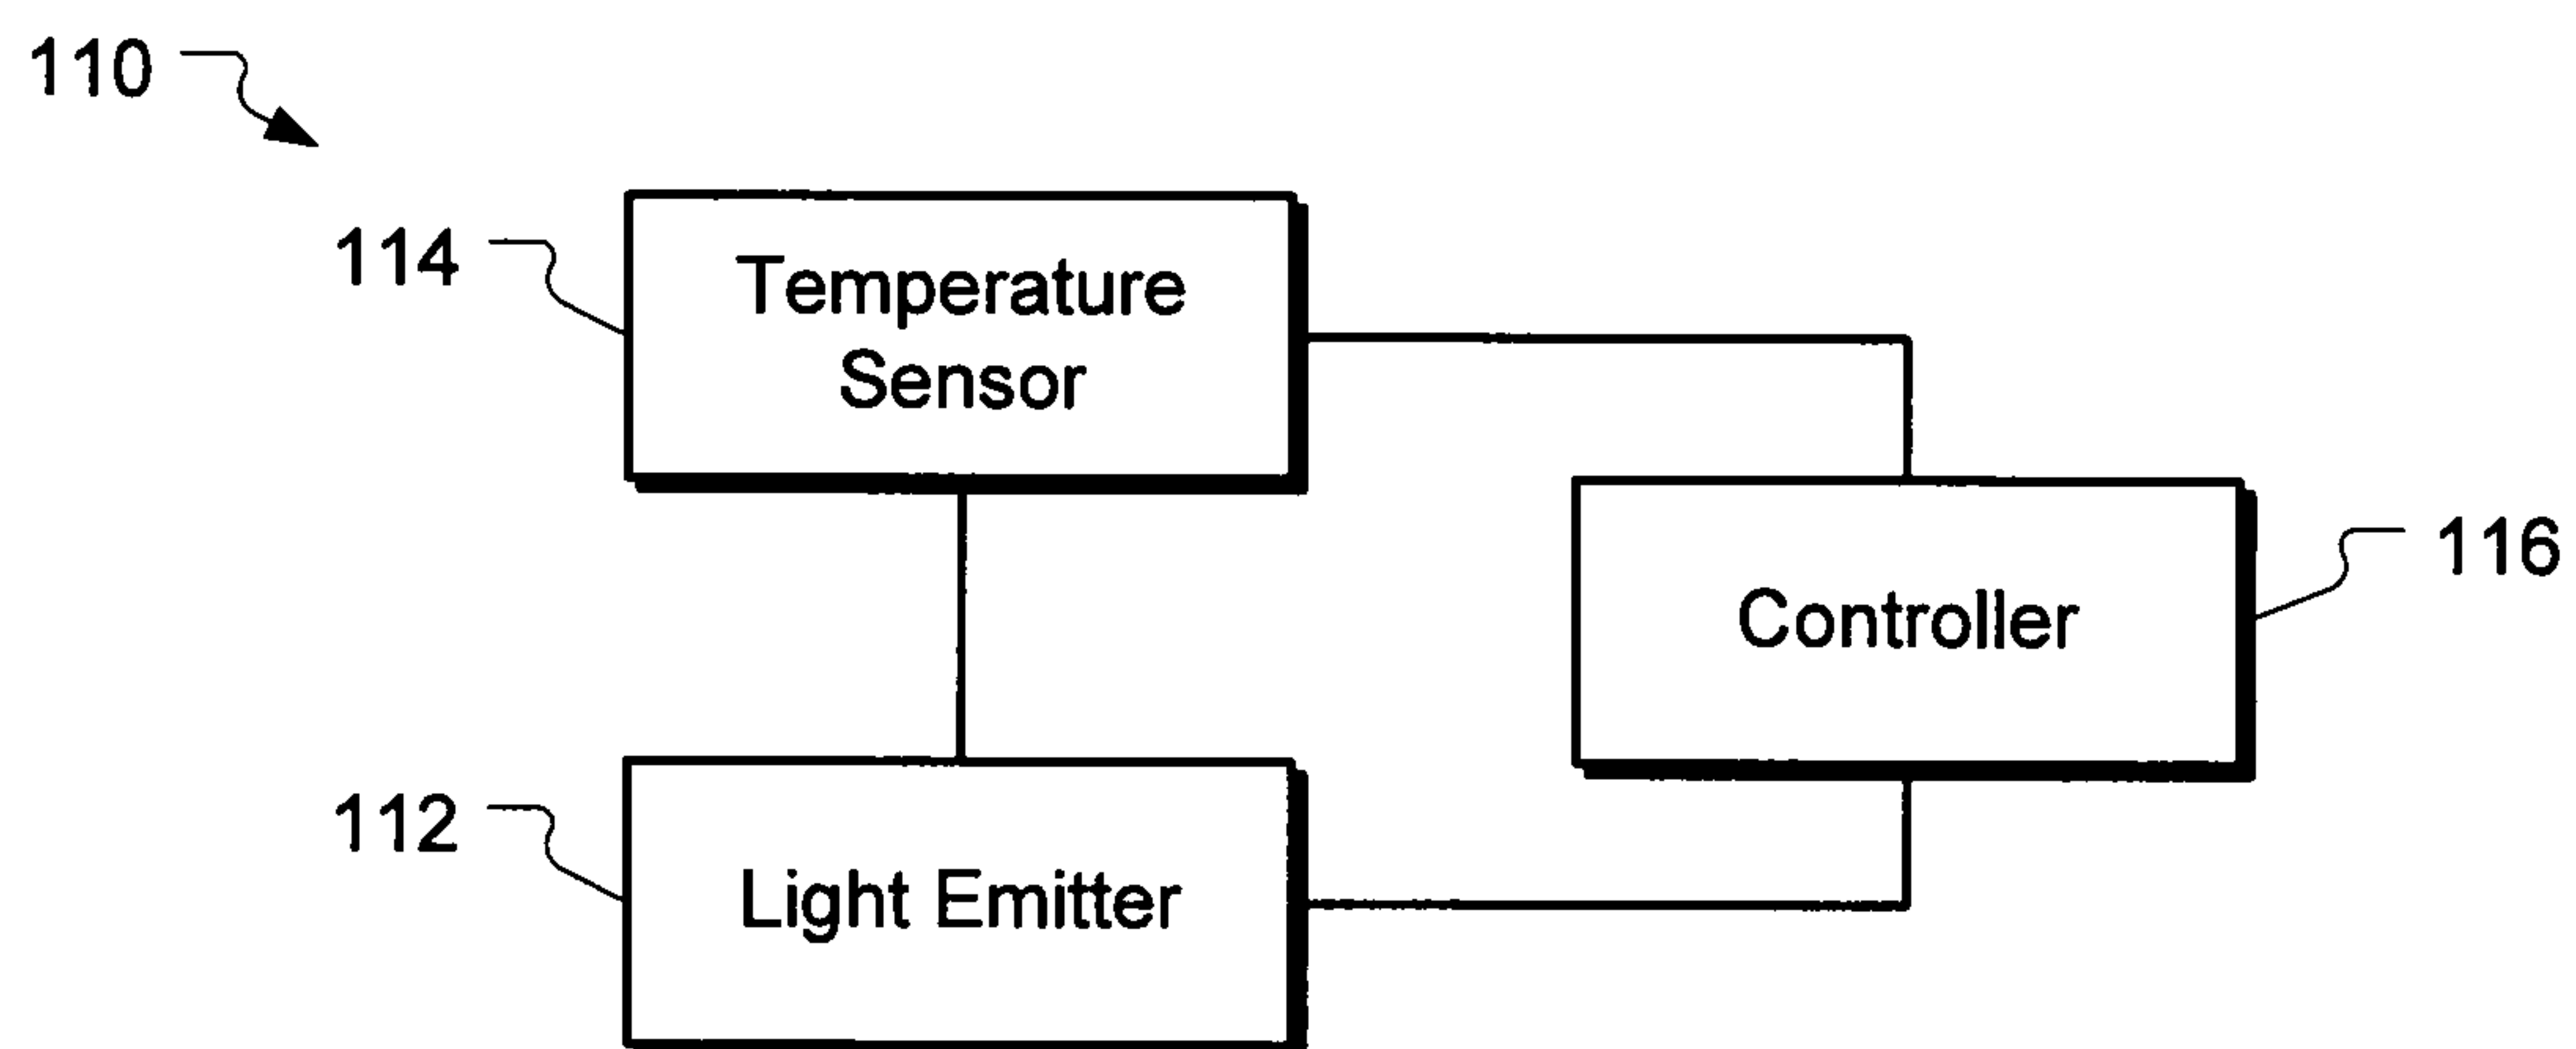 110
114
Temperature
Sensor
116
Controller
112
Light Emitter